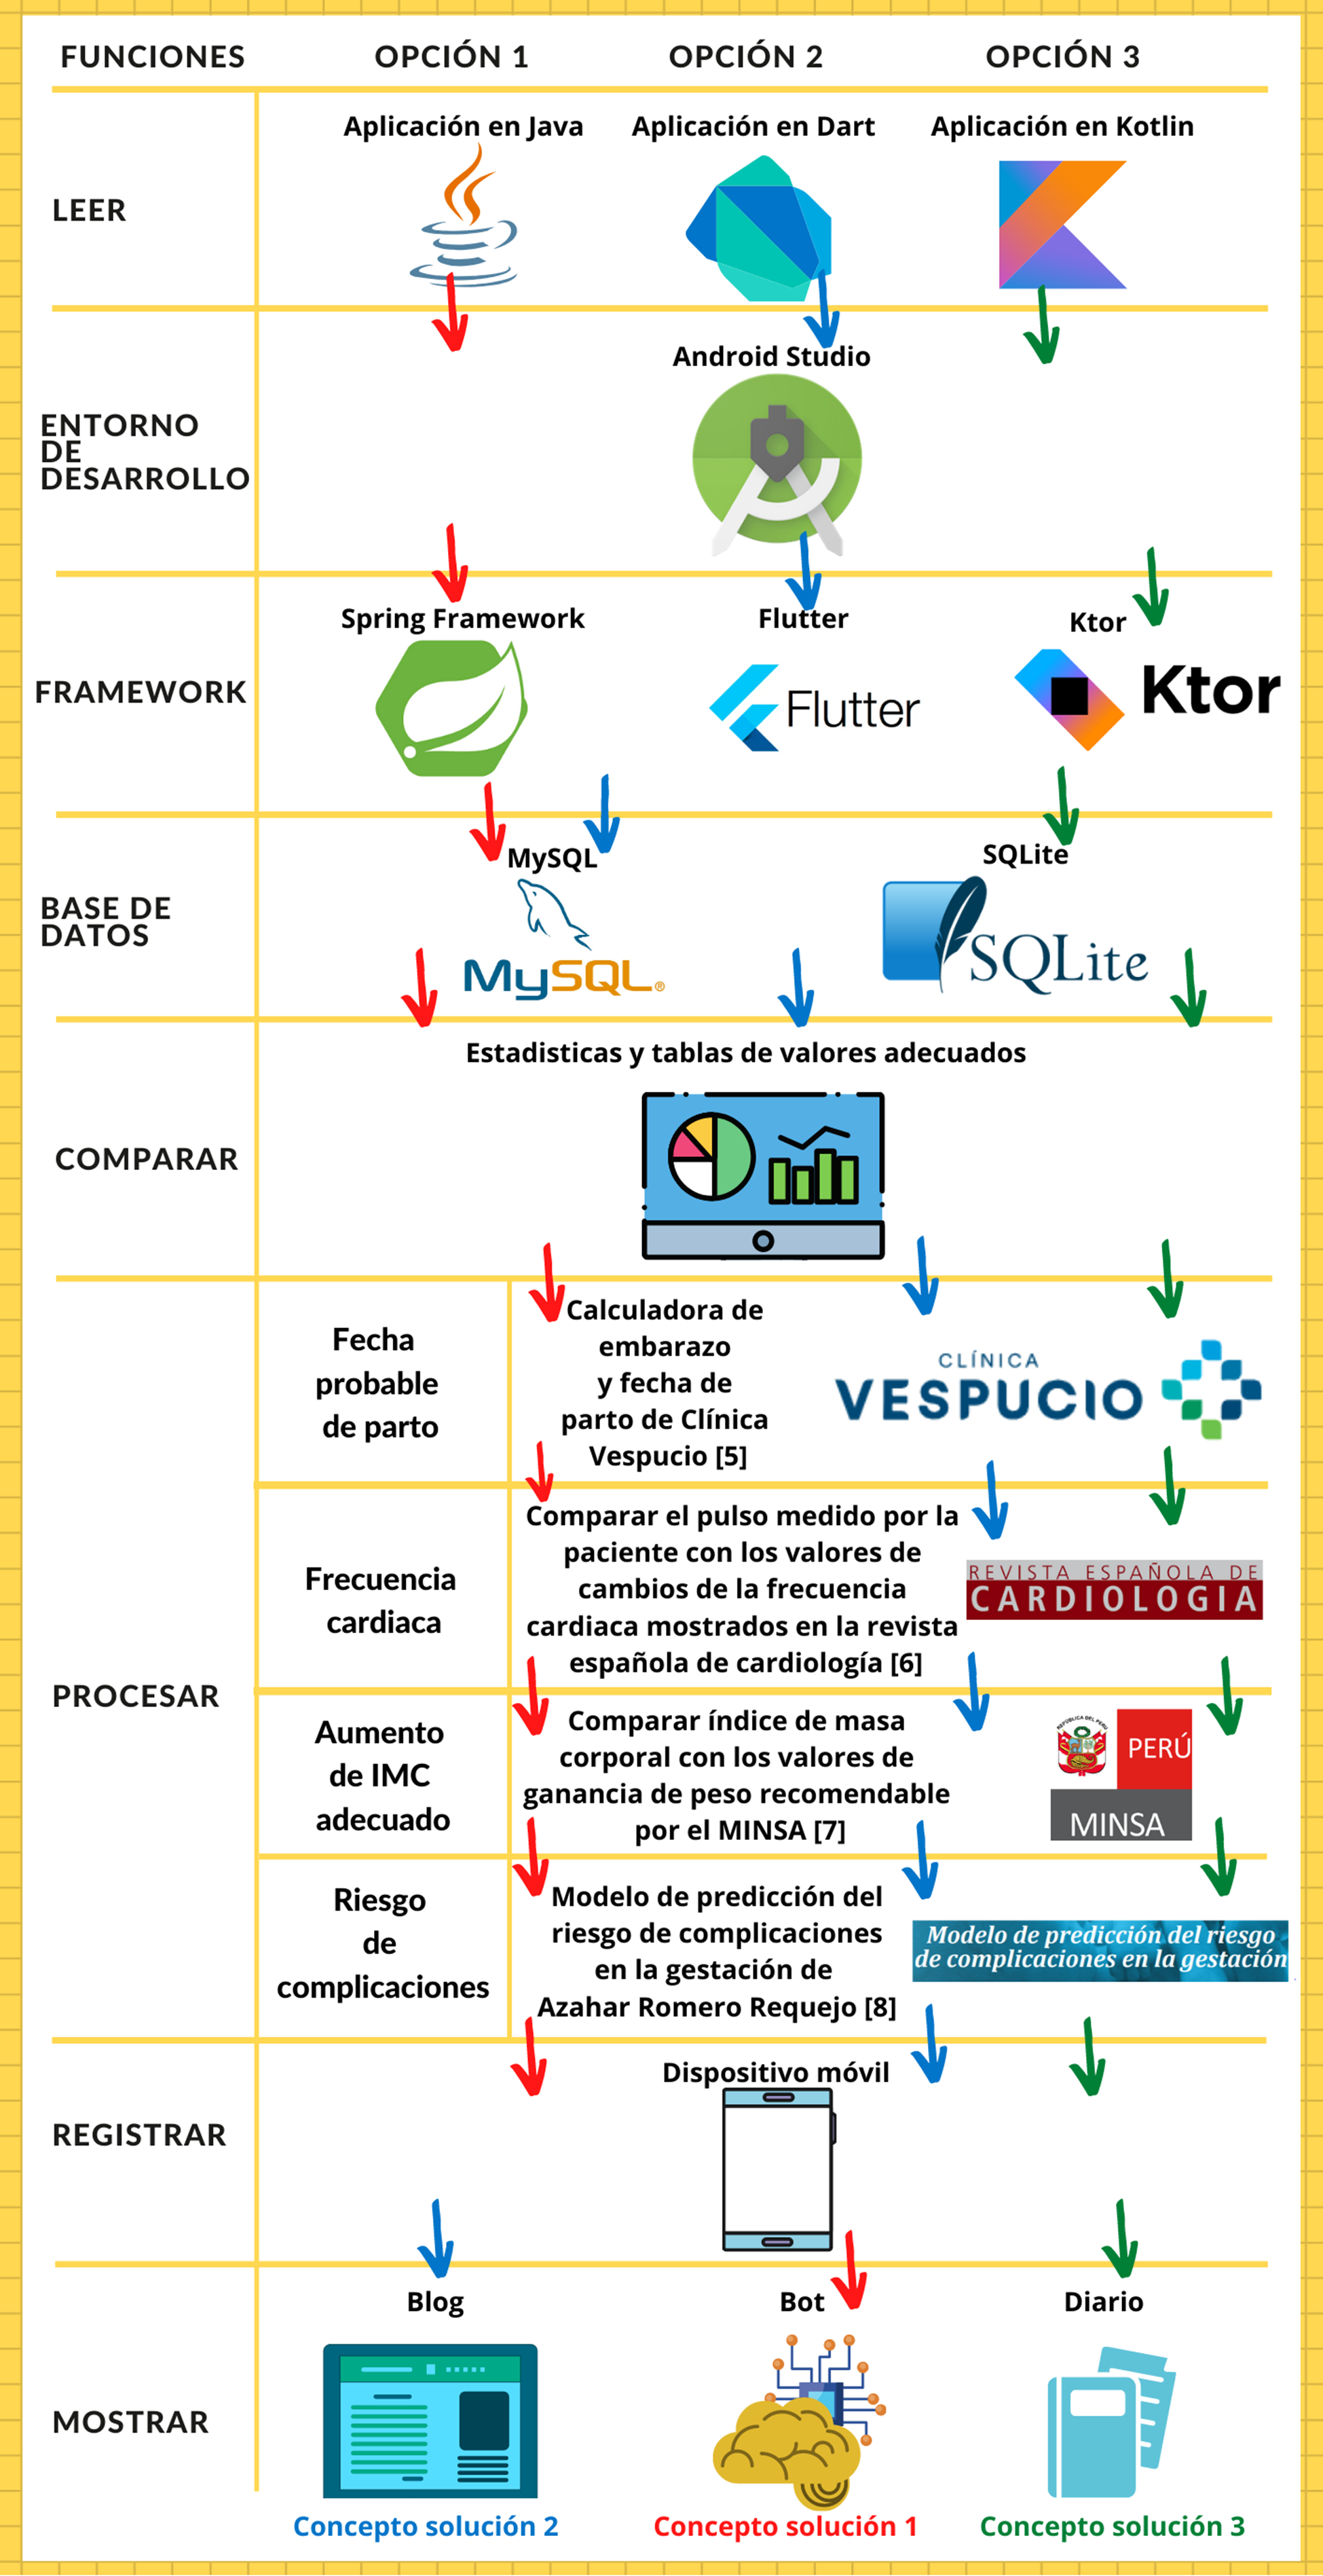 FUNCIONES OPCIÓN 1 OPCIÓN 2 OPCIÓN 3
Aplicación en Java Aplicación en Dart Aplicación en Kotlin
LEER
Android Studio
ENTORNO
DE
DESARROLLO
Spring Framework Flutter Ktor
FRAMEWORK
Flutter
Ktor
MySQL SQLite
BASE DE
DATOS
MySQL®
SQLite
Estadisticas y tablas de valores adecuados
COMPARAR
PROCESAR
Fecha
probable
de parto
Calculadora de
embarazo
y fecha de
parto de Clínica
Vespucio [5]
CLÍNICA
VESPUCIO
Frecuencia
cardiaca
Comparar el pulso medido por la
paciente con los valores de
cambios de la frecuencia
cardiaca mostrados en la revista
española de cardiología [6]
REVISTA ESPAÑOLA DE
CARDIOLOGIA
Aumento
de IMC
adecuado
Comparar índice de masa
corporal con los valores de
ganancia de peso recomendable
por el MINSA [7]
REPÚBLICA DEL PERÚ
PERÚ
MINSA
Riesgo
de
complicaciones
Modelo de predicción del
riesgo de complicaciones
en la gestación de
Azahar Romero Requejo [8]
Modelo de predicción del riesgo
de complicaciones en la gestación
Dispositivo móvil
REGISTRAR
Blog Bot Diario
MOSTRAR
Concepto solución 2 Concepto solución 1 Concepto solución 3